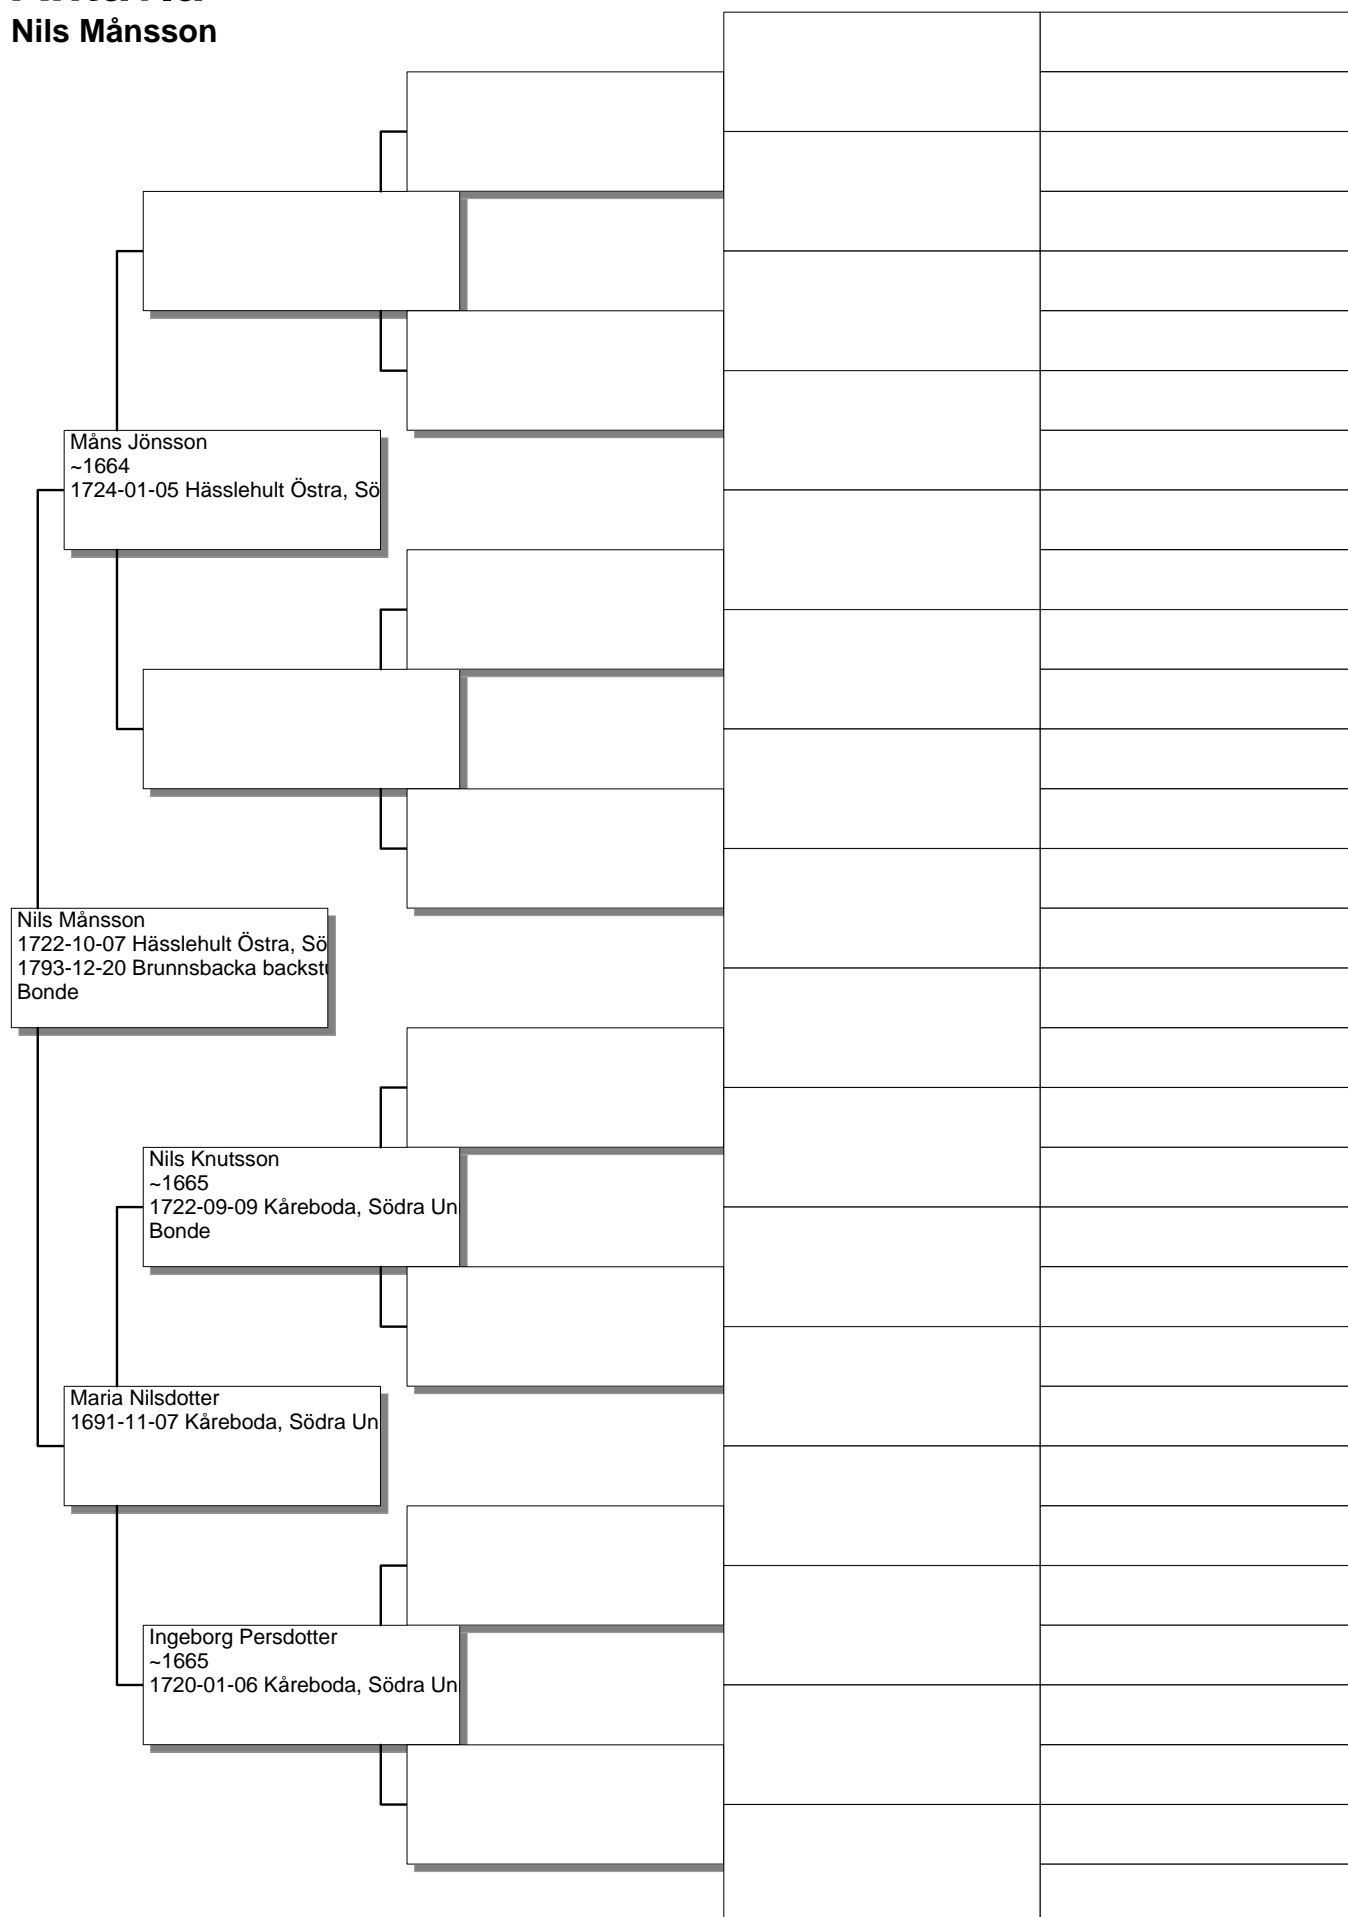 Nils Månsson
Måns Jönsson
~1664
1724-01-05 Hässlehult Östra, Sö
Nils Månsson
1722-10-07 Hässlehult Östra, Sö
1793-12-20 Brunnsbacka backst
Bonde
Nils Knutsson
~1665
1722-09-09 Kåreboda, Södra Un
Bonde
Maria Nilsdotter
1691-11-07 Kåreboda, Södra Un
Ingeborg Persdotter
~1665
1720-01-06 Kåreboda, Södra Un